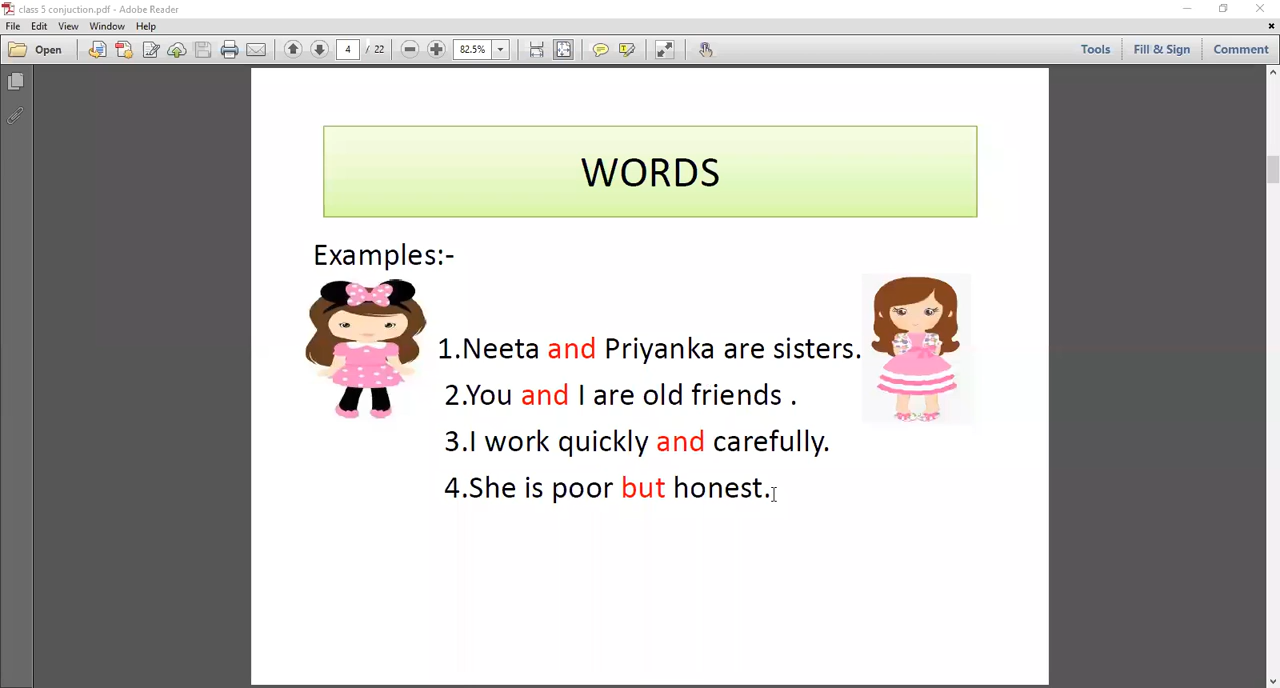 class 5 conjuction.pdf - Adobe Reader
File Edit View Window Help
Open 4 / 22 82.5% Tools Fill & Sign Comment
WORDS
Examples:-
1.Neeta and Priyanka are sisters.
2.You and I are old friends .
3.I work quickly and carefully.
4.She is poor but honest.